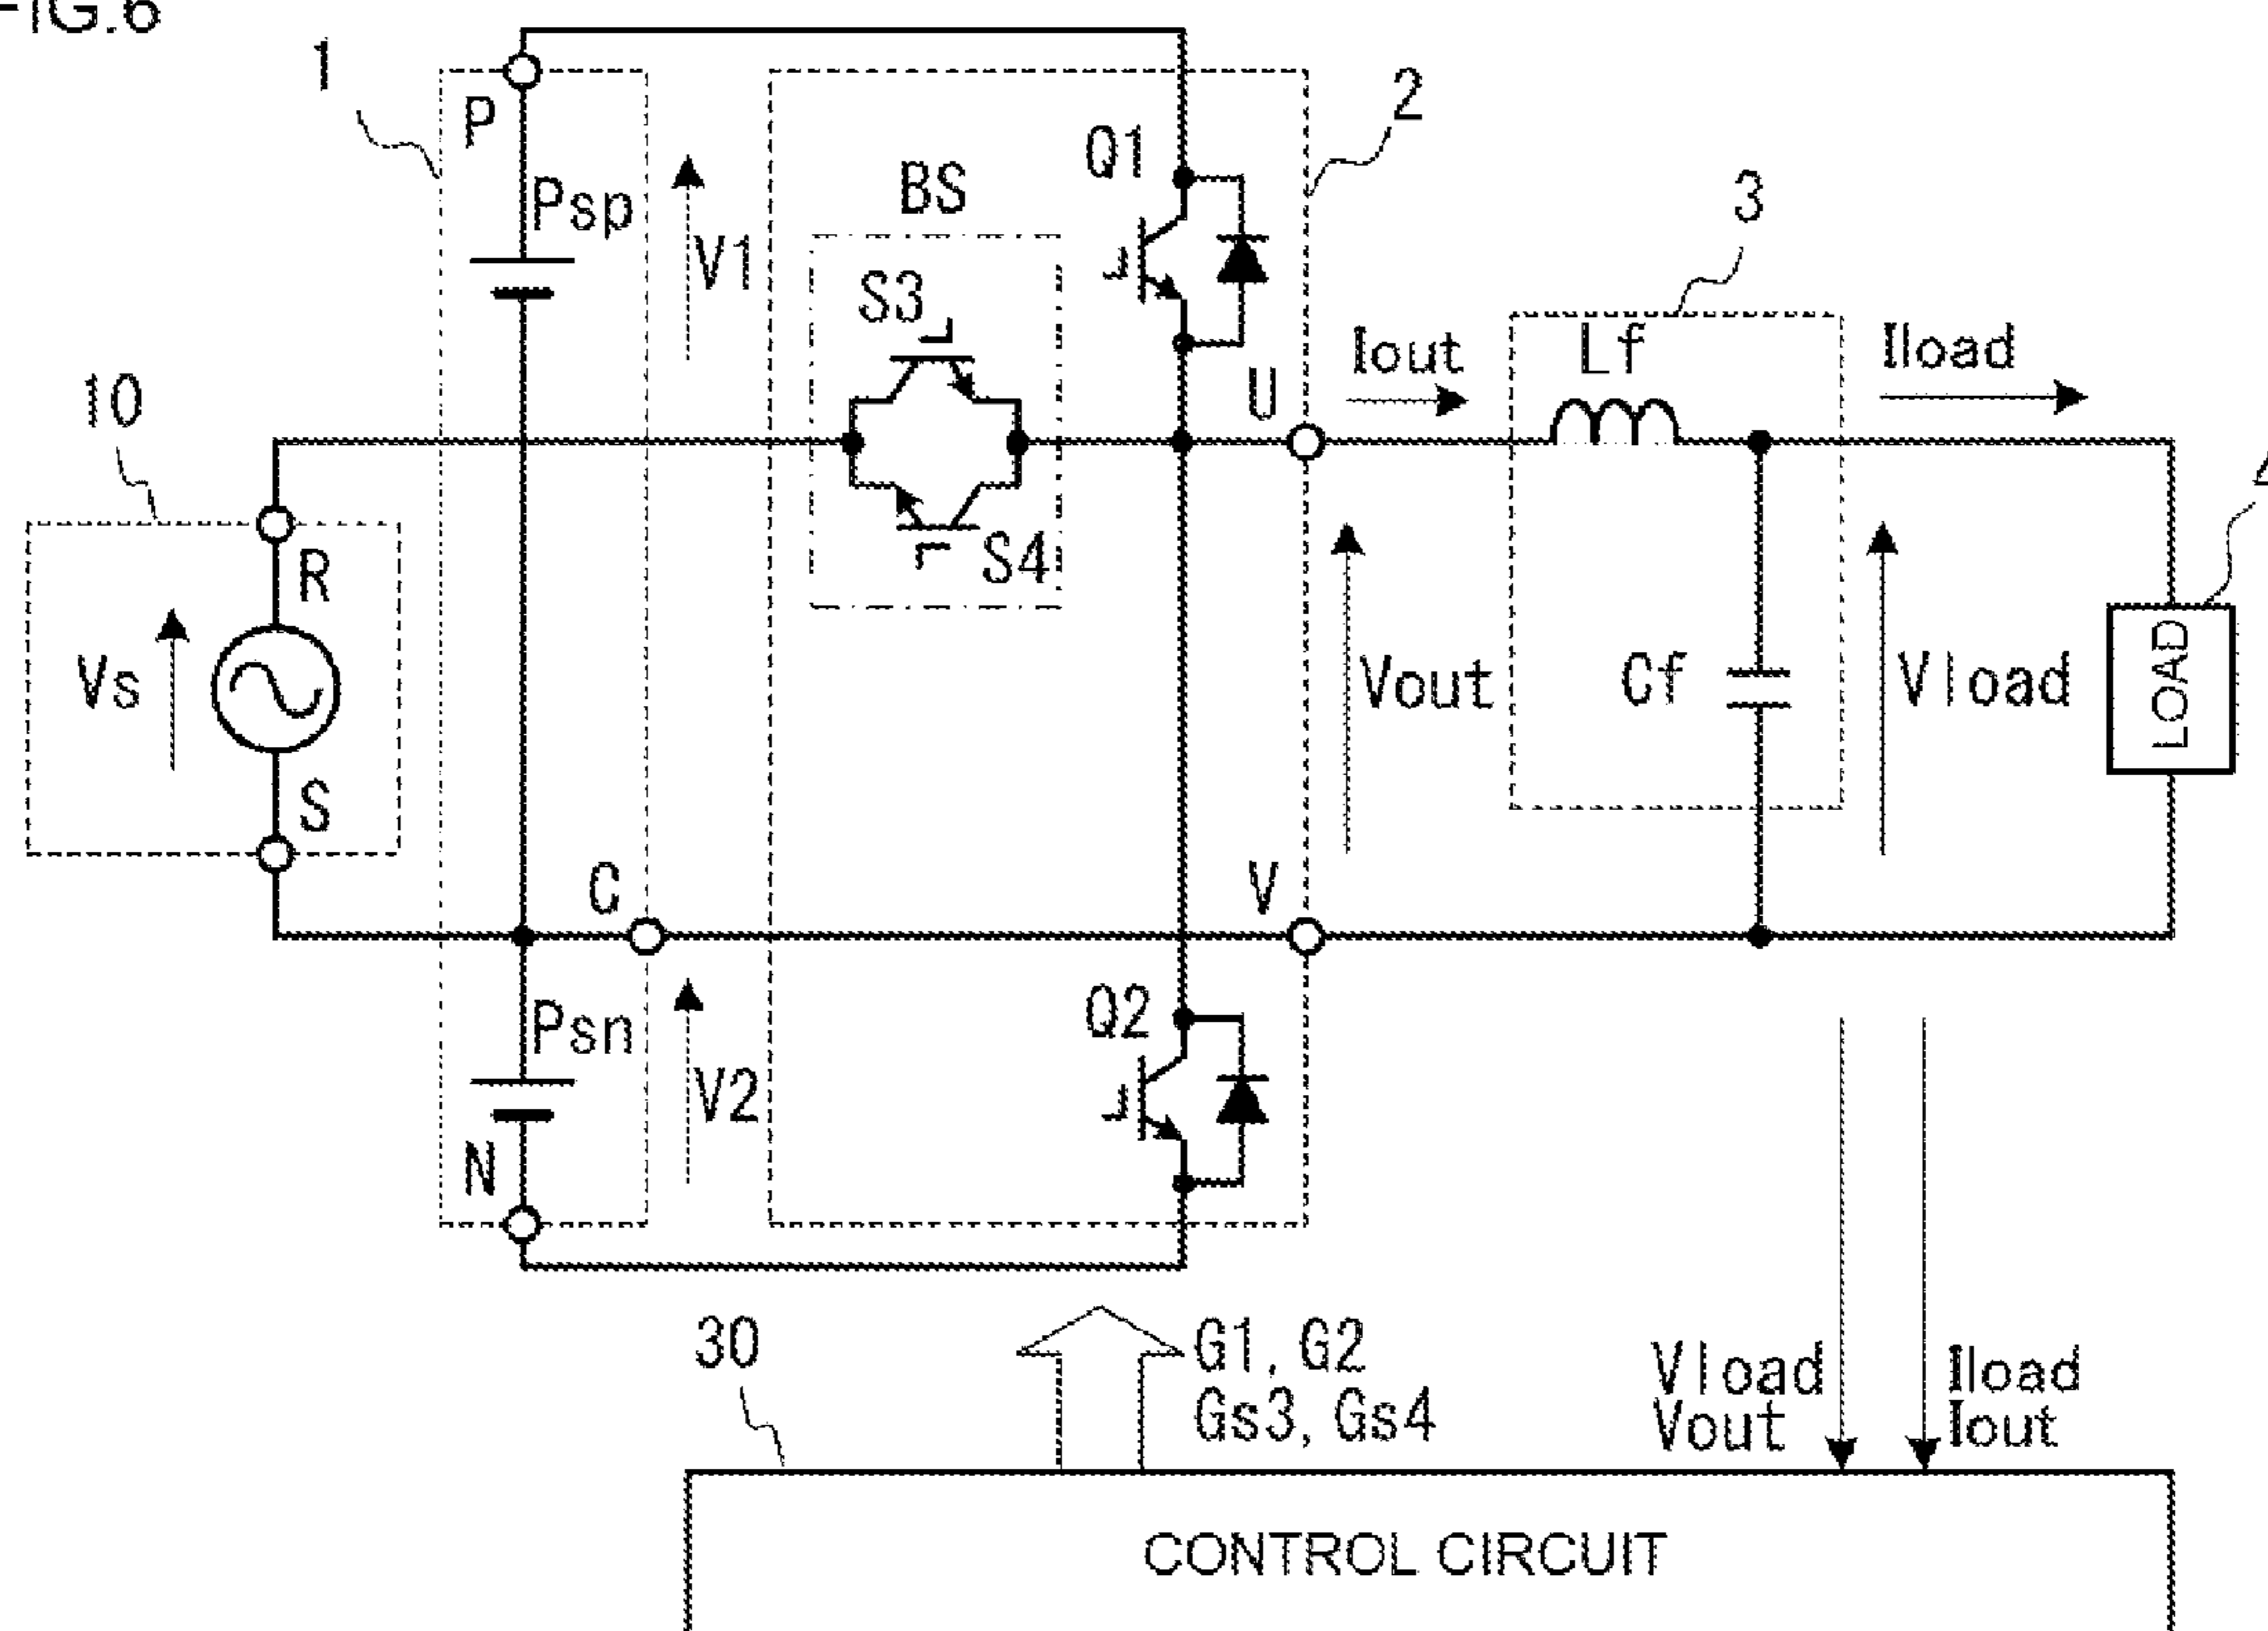 FIG.6
1
P
Psp
V1
BS
Q1
2
S3
S4
3
Iout
Lf
Iload
10
U
R
Vs
S
Vout
Cf
Vload
LOAD
C
V
Psn
V2
Q2
N
30
G1, G2
Gs3, Gs4
Vload
Vout
Iload
Iout
CONTROL CIRCUIT